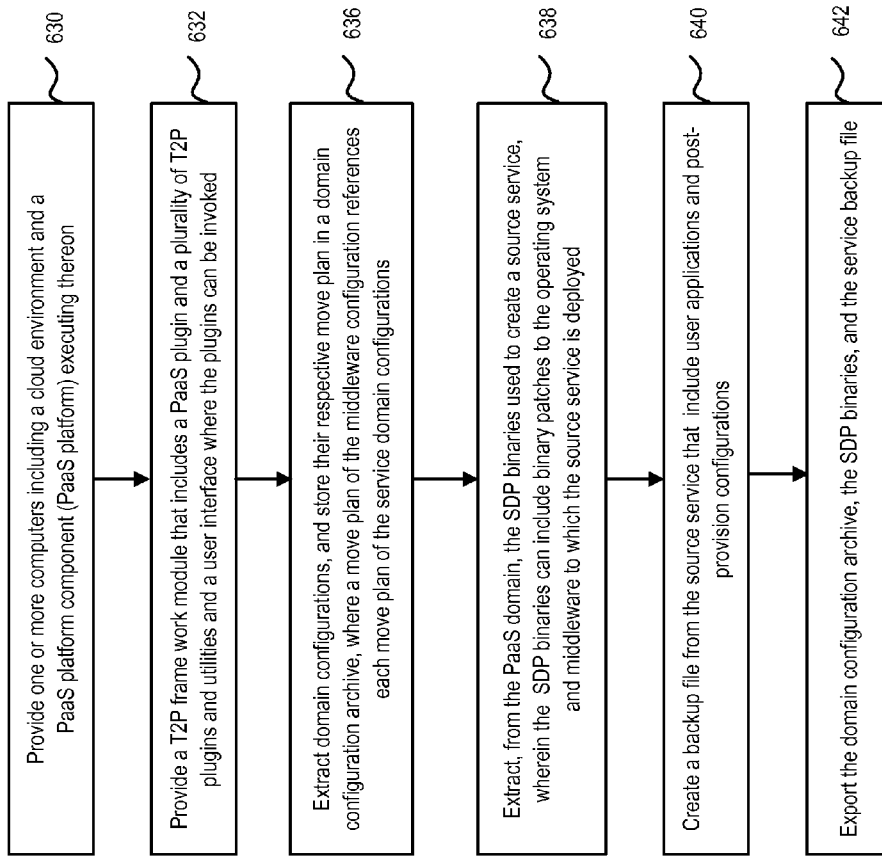 Provide one or more computers including a cloud environment and a
PaaS platform component (PaaS platform) executing thereon
630
Provide a T2P frame work module that includes a PaaS plugin and a plurality of T2P
plugins and utilities and a user interface where the plugins can be invoked
632
Extract domain configurations, and store their respective move plan in a domain
configuration archive, where a move plan of the middleware configuration references
each move plan of the service domain configurations
636
Extract, from the PaaS domain, the SDP binaries used to create a source service,
wherein the SDP binaries can include binary patches to the operating system
and middleware to which the source service is deployed
638
Create a backup file from the source service that include user applications and post-
provision configurations
640
Export the domain configuration archive, the SDP binaries, and the service backup file
642